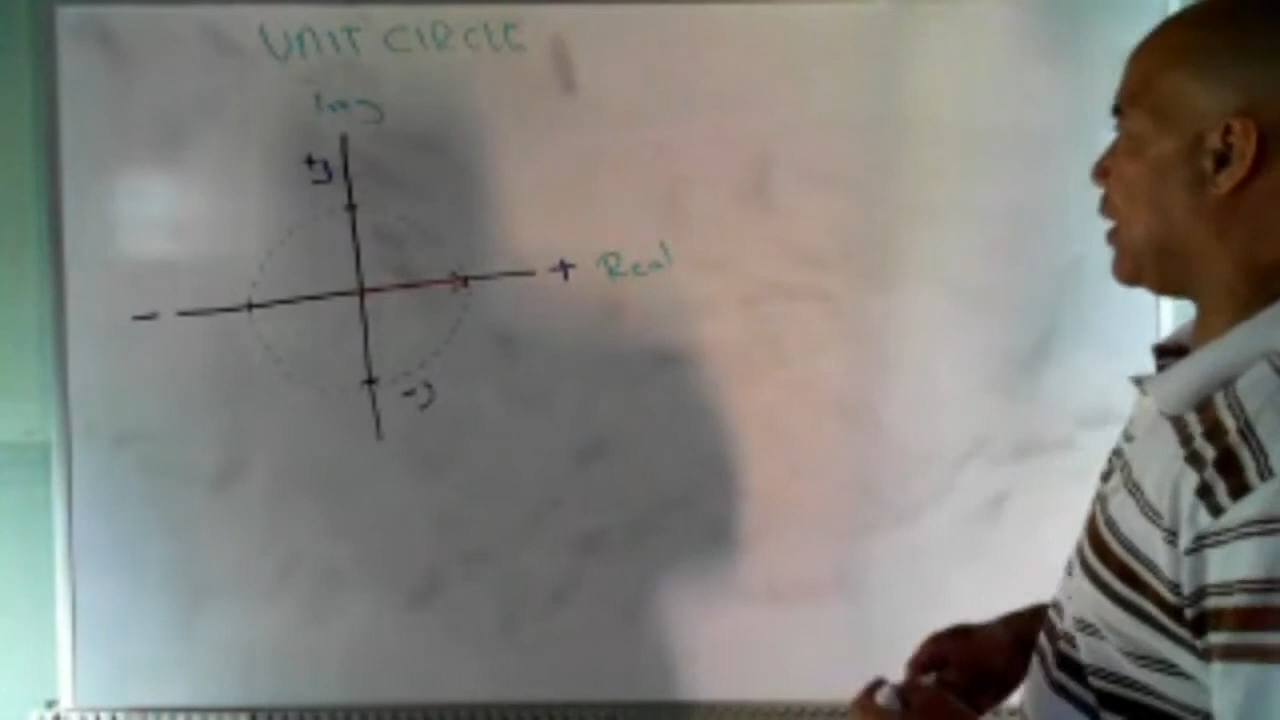 UNIT CIRCLE
Img
+j
+ Real
-
-j